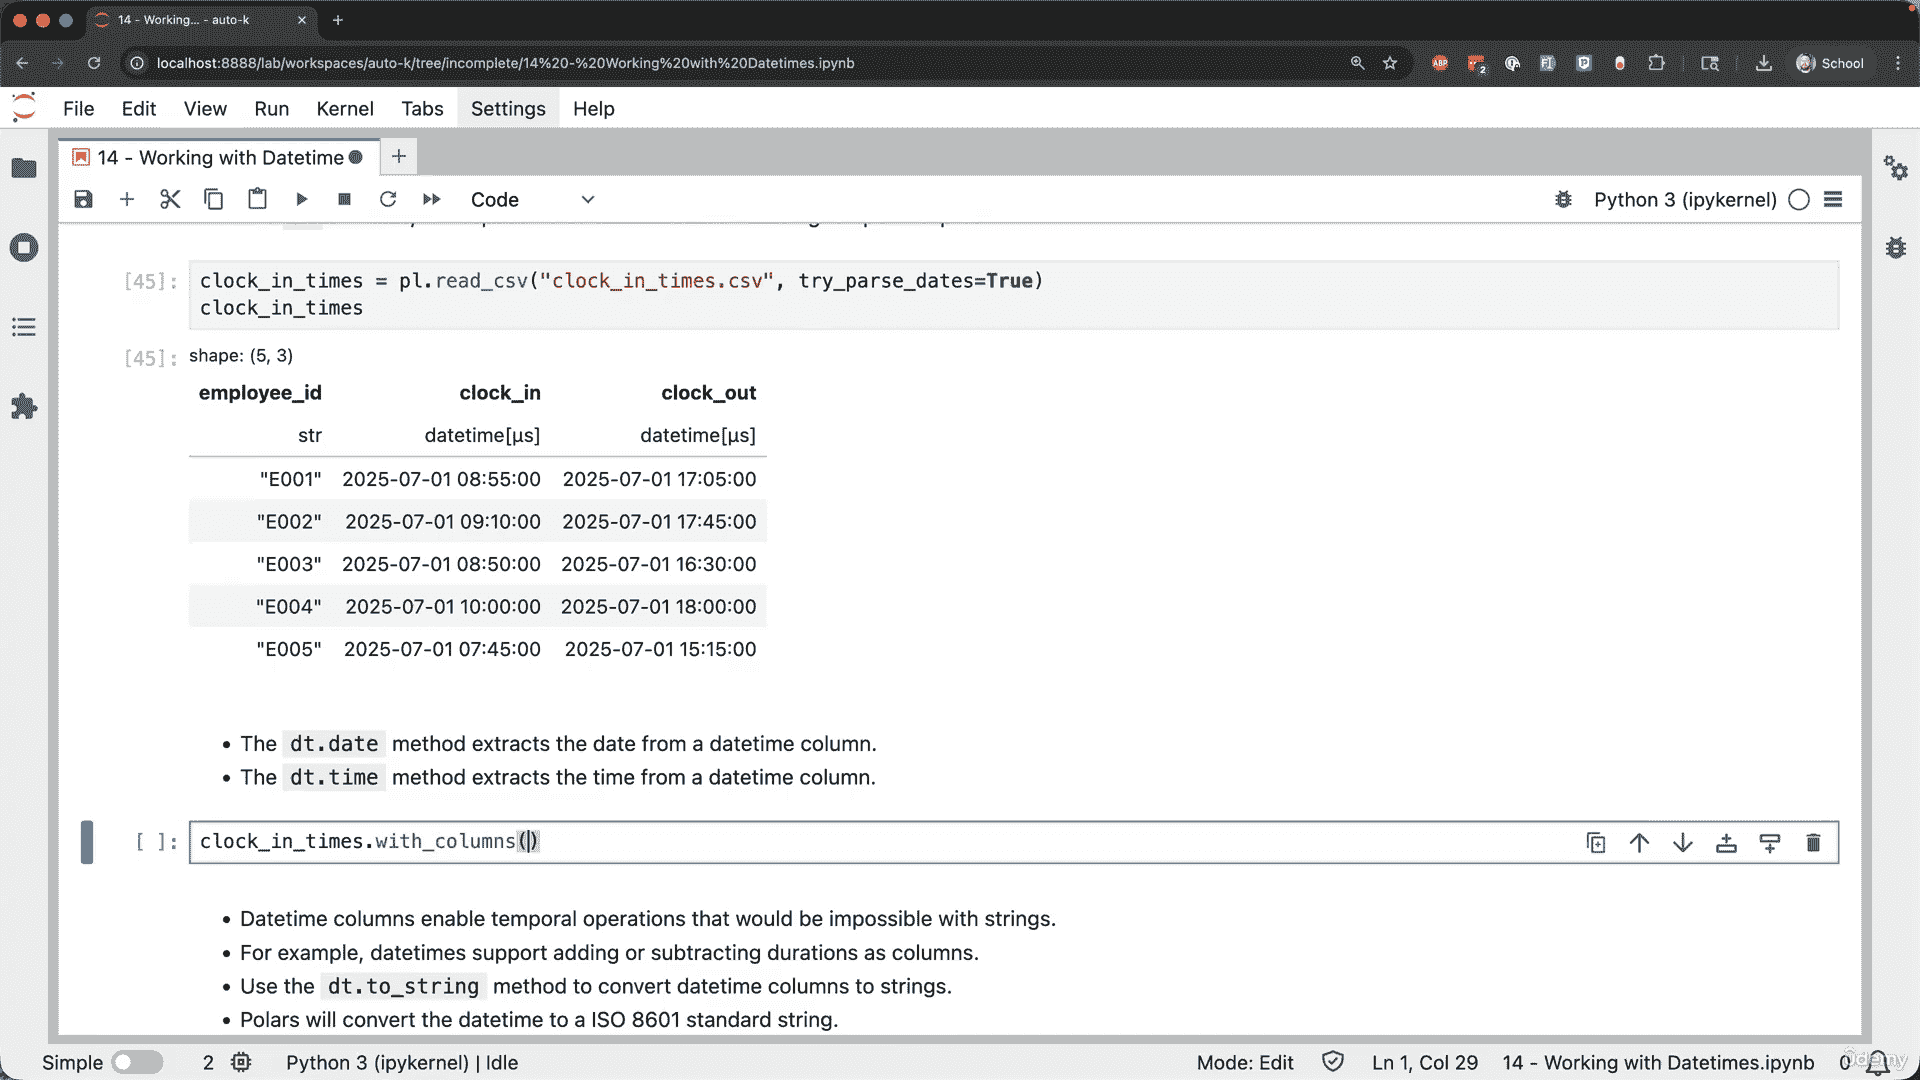 14 - Working... - auto-k
localhost:8888/lab/workspaces/auto-k/tree/incomplete/14%20-%20Working%20with%20Datetimes.ipynb
ABP
2
School
File Edit View Run Kernel Tabs Settings Help
14 - Working with Datetime
Code
Python 3 (ipykernel)
[45]:
clock_in_times = pl.read_csv("clock_in_times.csv", try_parse_dates=True)
clock_in_times
[45]:
shape: (5, 3)
employee_id clock_in clock_out
str datetime[μs] datetime[μs]
"E001" 2025-07-01 08:55:00 2025-07-01 17:05:00
"E002" 2025-07-01 09:10:00 2025-07-01 17:45:00
"E003" 2025-07-01 08:50:00 2025-07-01 16:30:00
"E004" 2025-07-01 10:00:00 2025-07-01 18:00:00
"E005" 2025-07-01 07:45:00 2025-07-01 15:15:00
• The dt.date method extracts the date from a datetime column.
• The dt.time method extracts the time from a datetime column.
[ ]:
clock_in_times.with_columns()
• Datetime columns enable temporal operations that would be impossible with strings.
• For example, datetimes support adding or subtracting durations as columns.
• Use the dt.to_string method to convert datetime columns to strings.
• Polars will convert the datetime to a ISO 8601 standard string.
Simple 2 Python 3 (ipykernel) | Idle Mode: Edit Ln 1, Col 29 14 - Working with Datetimes.ipynb 0
udemy